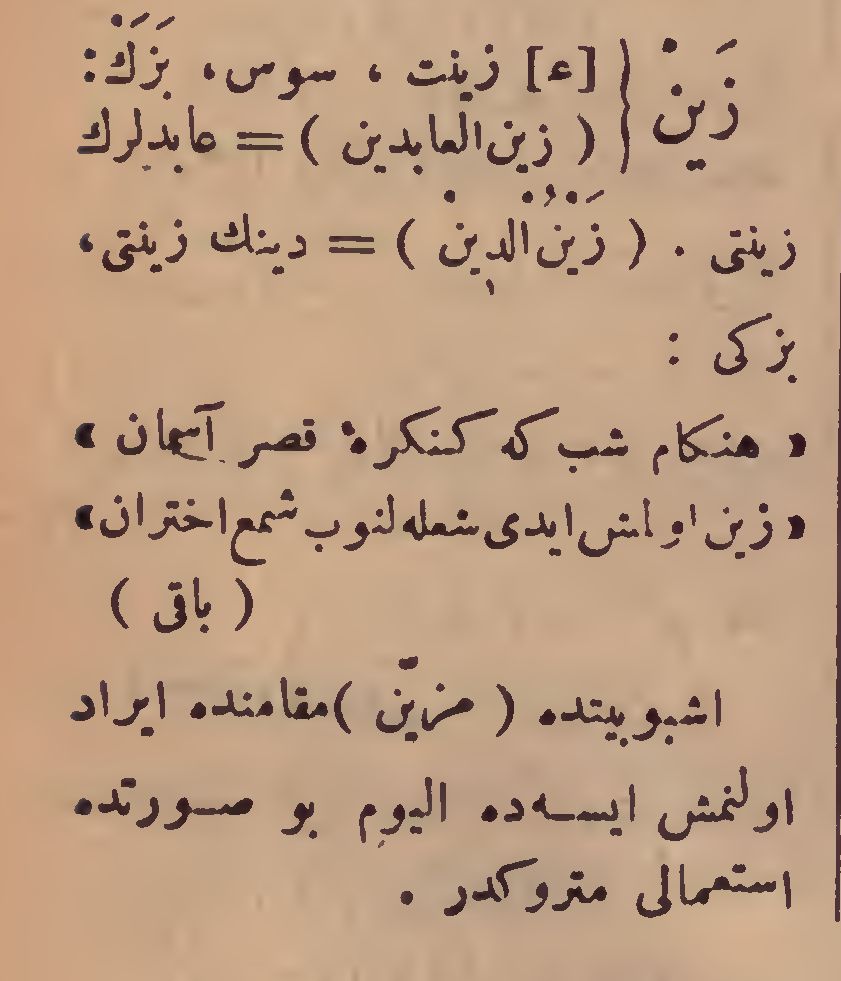 زَينْ { [ع] زينت ، سوس ، بَزَكْ :
( زين العابدين ) = عابدلرك
زينتى . ( زَيْنُ الدِينْ ) = دينك زينتى،
بزكى :
« هنكام شب كه كنكرهٔ قصر آسمان »
« زين اولمش ايدى شعله لنوب شمع اختران »
( باقى )
اشبو بيتده ( مزيّن ) مقامنده ايراد
اولنمش ايسه ده اليوم بو صورتده
استعمالى متروكدر .